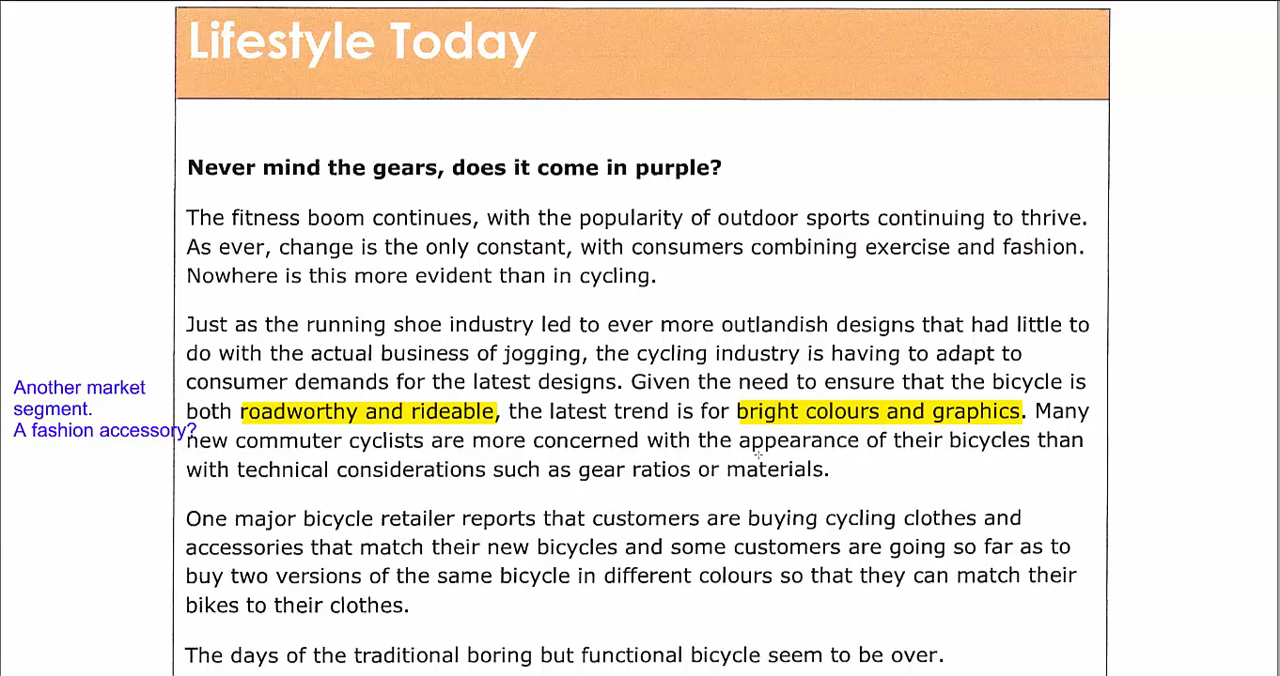 Lifestyle Today
Never mind the gears, does it come in purple?
The fitness boom continues, with the popularity of outdoor sports continuing to thrive.
As ever, change is the only constant, with consumers combining exercise and fashion.
Nowhere is this more evident than in cycling.
Just as the running shoe industry led to ever more outlandish designs that had little to
do with the actual business of jogging, the cycling industry is having to adapt to
consumer demands for the latest designs. Given the need to ensure that the bicycle is
both roadworthy and rideable, the latest trend is for bright colours and graphics. Many
new commuter cyclists are more concerned with the appearance of their bicycles than
with technical considerations such as gear ratios or materials.
Another market
segment.
A fashion accessory?
One major bicycle retailer reports that customers are buying cycling clothes and
accessories that match their new bicycles and some customers are going so far as to
buy two versions of the same bicycle in different colours so that they can match their
bikes to their clothes.
The days of the traditional boring but functional bicycle seem to be over.